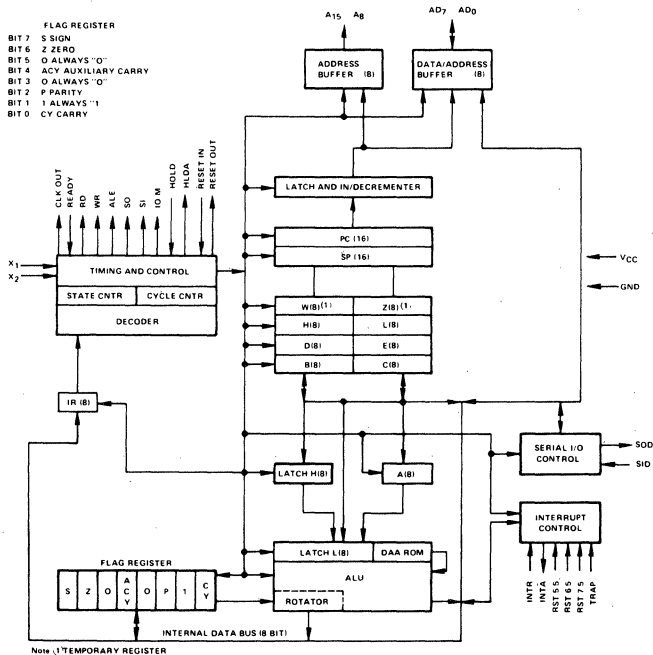 FLAG REGISTER
BIT 7 S SIGN
BIT 6 Z ZERO
BIT 5 O ALWAYS "O"
BIT 4 ACY AUXILIARY CARRY
BIT 3 O ALWAYS "O"
BIT 2 P PARITY
BIT 1 1 ALWAYS "1
BIT 0 CY CARRY
A15 A8
AD7 AD0
ADDRESS
BUFFER (8)
DATA/ADDRESS
BUFFER (8)
CLK OUT
READY
RD
WR
ALE
SO
SI
IO M
HOLD
HLDA
RESET IN
RESET OUT
X1
X2
TIMING AND CONTROL
STATE CNTR
CYCLE CNTR
DECODER
LATCH AND IN/DECREMENTER
PC (16)
SP (16)
W(8)(1) Z(8)(1)
H(8) L(8)
D(8) E(8)
B(8) C(8)
VCC
GND
IR (8)
LATCH H(8)
A(8)
SERIAL I/O
CONTROL
SOD
SID
INTERRUPT
CONTROL
INTR
INTA
RST 5 5
RST 6 5
RST 7 5
TRAP
LATCH L(8)
DAA ROM
ALU
ROTATOR
FLAG REGISTER
S Z O ACY O P 1 CY
INTERNAL DATA BUS (8 BIT)
Note (1) TEMPORARY REGISTER